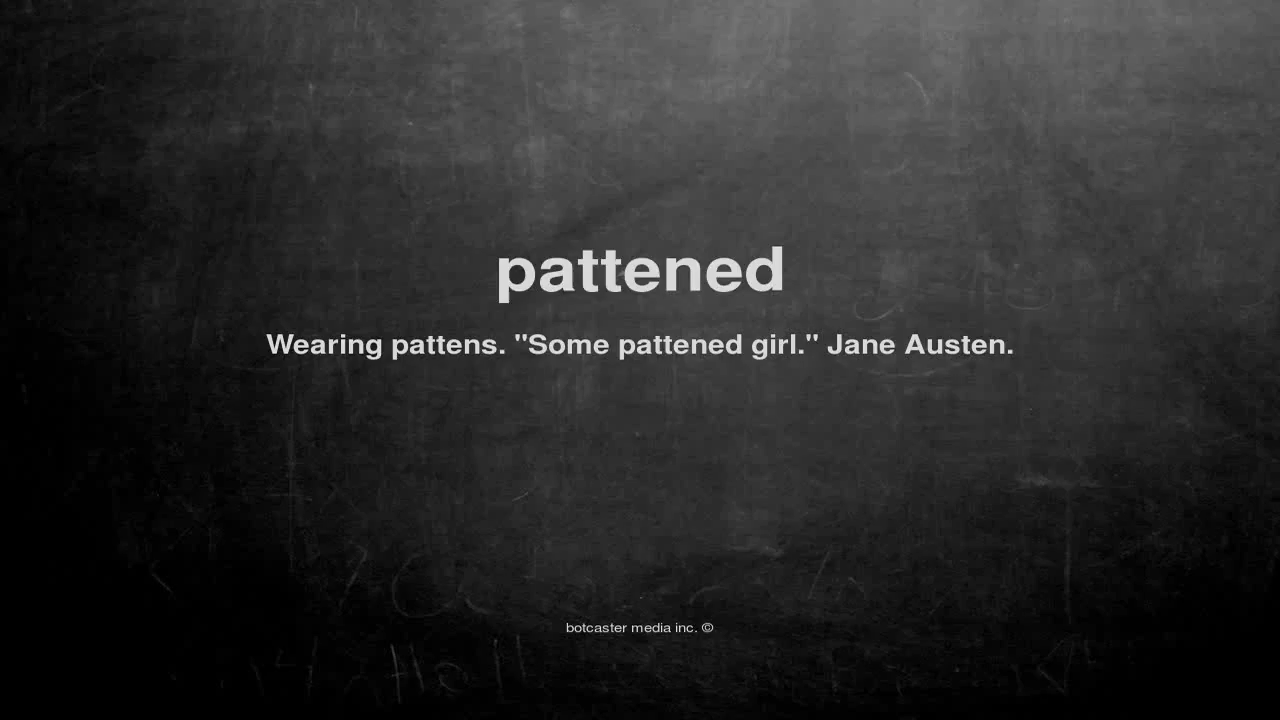 pattened
Wearing pattens. "Some pattened girl." Jane Austen.
botcaster media inc. ©